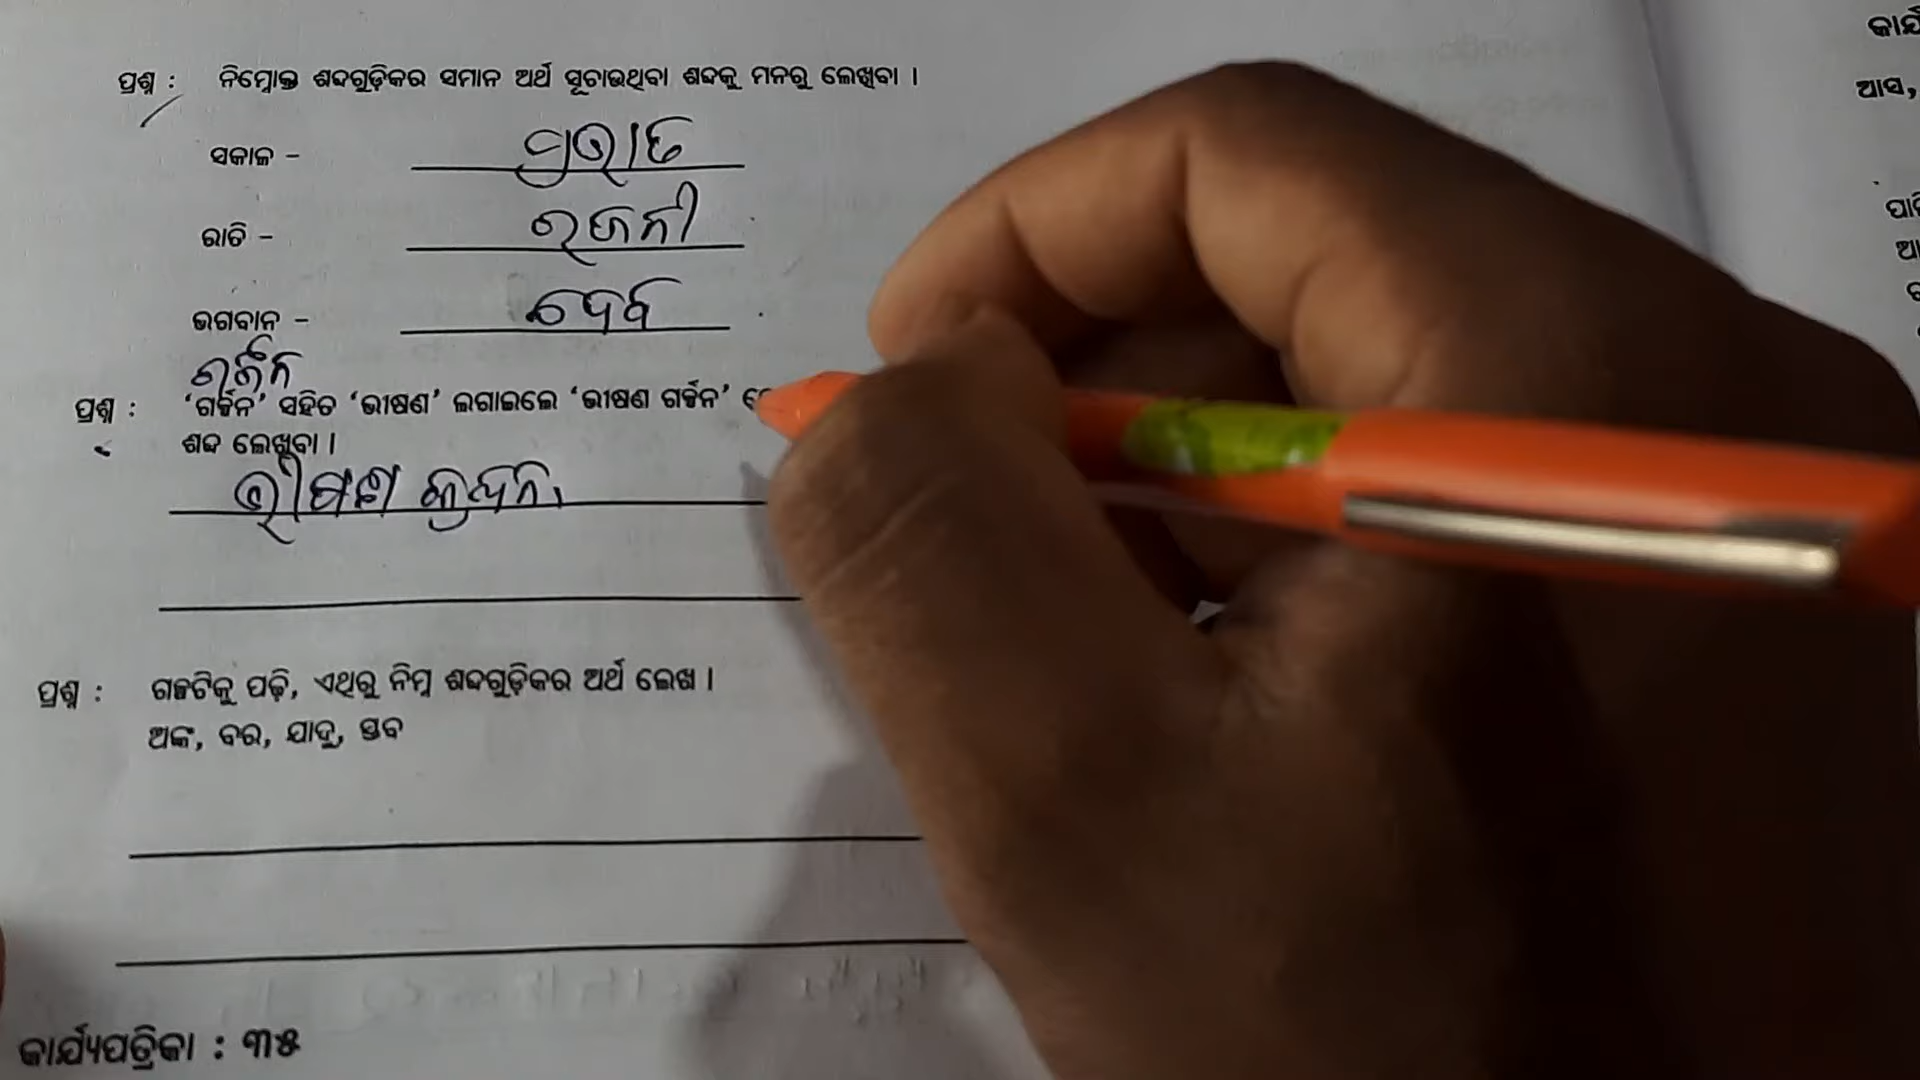 ପ୍ରଶ୍ନ : ନିମ୍ନୋକ୍ତ ଶବ୍ଦଗୁଡ଼ିକର ସମାନ ଅର୍ଥ ସୂଚାଉଥିବା ଶବ୍ଦକୁ ମନରୁ ଲେଖିବା ।
ସକାଳ – ପ୍ରଭାତ
ରାତି – ରଜନୀ
ଭଗବାନ – ଦେବ
ପ୍ରଶ୍ନ : ‘ଗର୍ଜନ’ ସହିତ ‘ଭୀଷଣ’ ଲଗାଇଲେ ‘ଭୀଷଣ ଗର୍ଜନ’
ଶବ୍ଦ ଲେଖିବା ।
ଭୀଷଣ କ୍ରନ୍ଦନ
ପ୍ରଶ୍ନ : ଗଳ୍ପଟିକୁ ପଢ଼ି, ଏଥିରୁ ନିମ୍ନ ଶବ୍ଦଗୁଡ଼ିକର ଅର୍ଥ ଲେଖ ।
ଅଙ୍କ, ବର, ଯାଦୁ, ସ୍ତବ
କାର୍ଯ୍ୟପତ୍ରିକା : ୩୫
ଆସ,